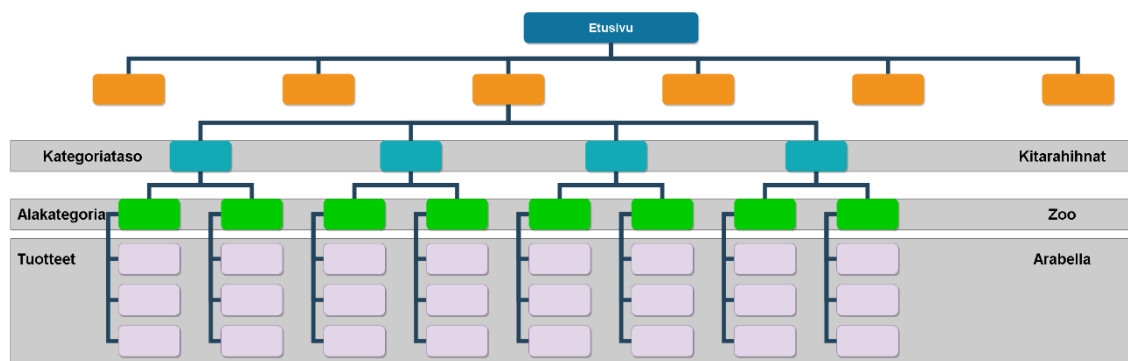 Etusivu
Kategoriataso
Kitarahihnat
Alakategoria
Zoo
Tuotteet
Arabella